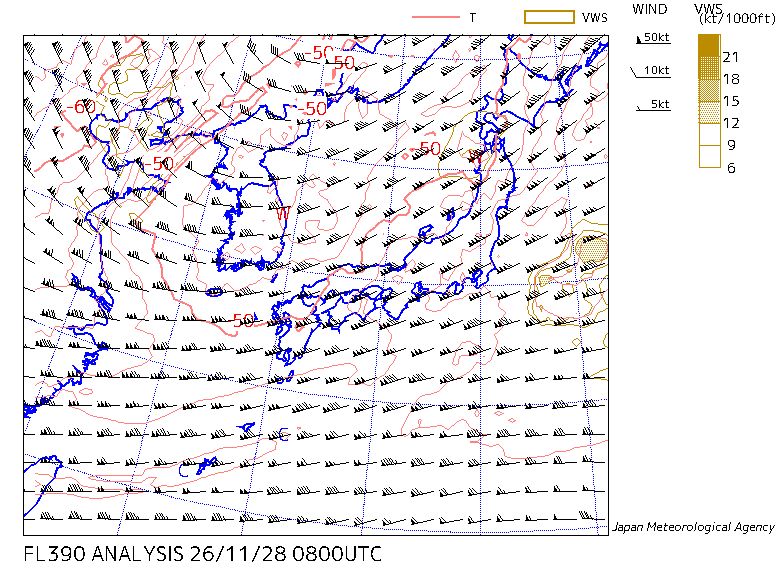 T
VWS
WIND
50kt
10kt
5kt
VWS
(kt/1000ft)
21
18
15
12
9
6
-50
50
-60
-50
50
W
-50
W
50
C
C
Japan Meteorological Agency
FL390 ANALYSIS 26/11/28 0800UTC